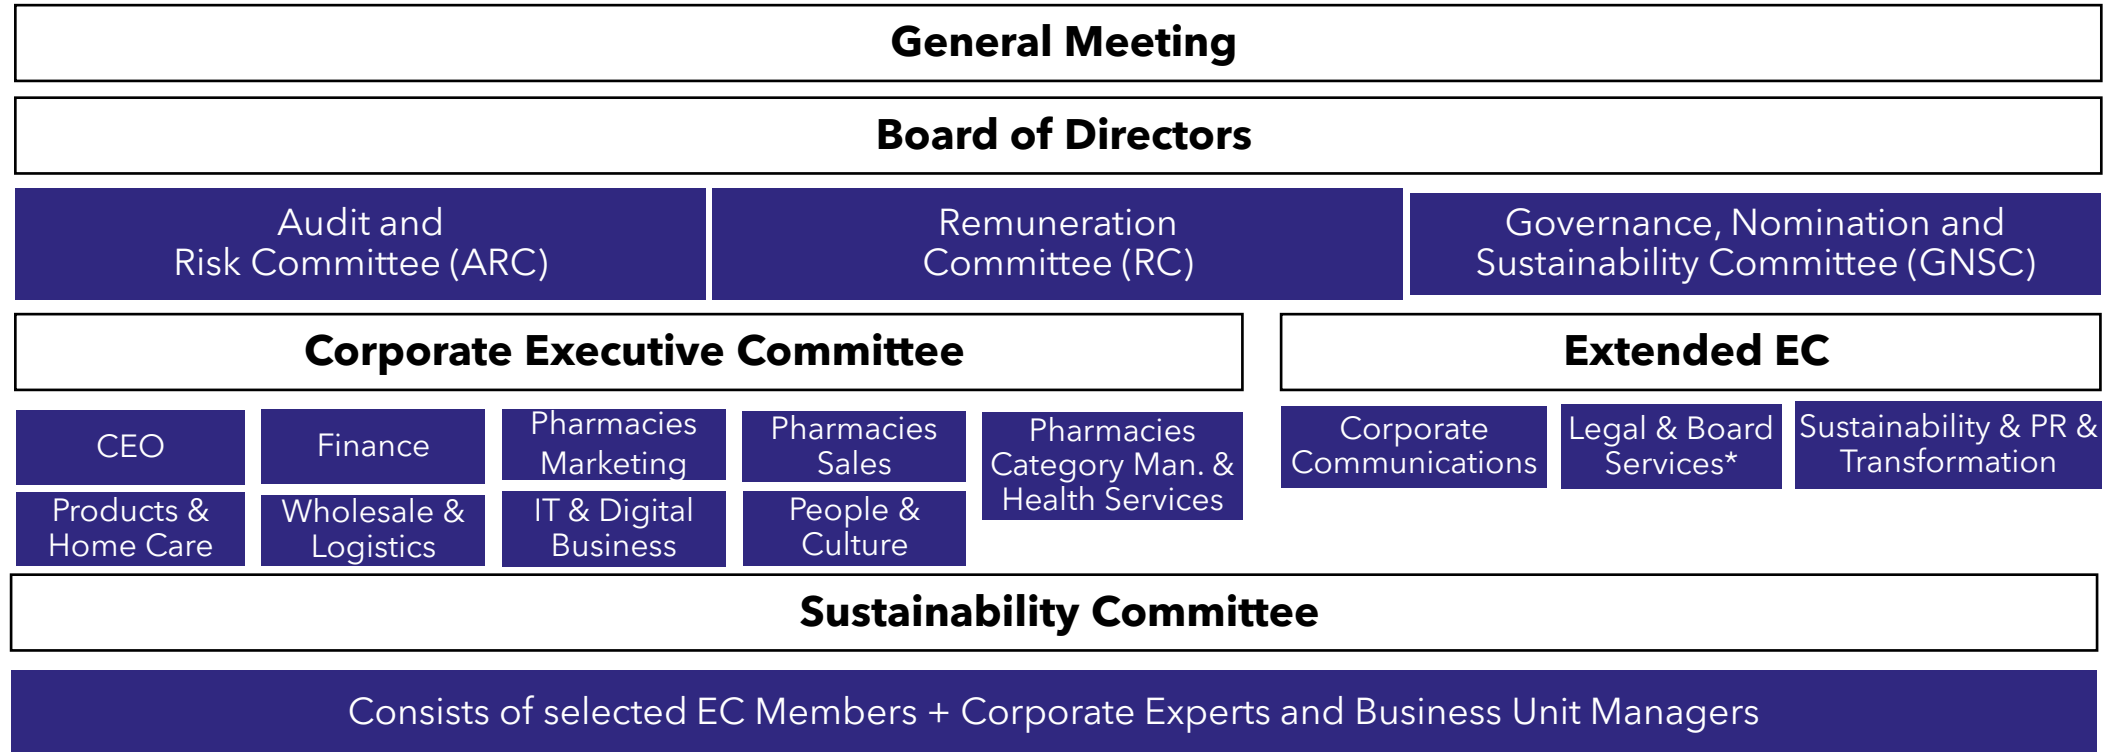 General Meeting
Board of Directors
Audit and
Risk Committee (ARC)
Remuneration
Committee (RC)
Governance, Nomination and
Sustainability Committee (GNSC)
Corporate Executive Committee
Extended EC
CEO
Finance
Pharmacies
Marketing
Pharmacies
Sales
Pharmacies
Category Man. &
Health Services
Products &
Home Care
Wholesale &
Logistics
IT & Digital
Business
People &
Culture
Corporate
Communications
Legal & Board
Services*
Sustainability & PR &
Transformation
Sustainability Committee
Consists of selected EC Members + Corporate Experts and Business Unit Managers